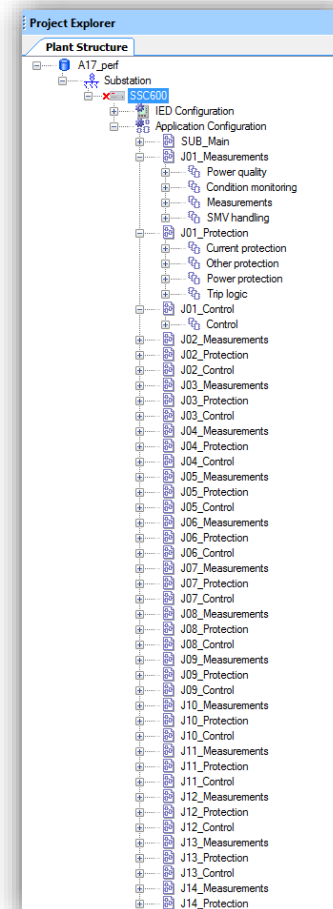 Project Explorer
Plant Structure
A17_perf
Substation
SSC600
IED Configuration
Application Configuration
SUB_Main
J01_Measurements
Power quality
Condition monitoring
Measurements
SMV handling
J01_Protection
Current protection
Other protection
Power protection
Trip logic
J01_Control
Control
J02_Measurements
J02_Protection
J02_Control
J03_Measurements
J03_Protection
J03_Control
J04_Measurements
J04_Protection
J04_Control
J05_Measurements
J05_Protection
J05_Control
J06_Measurements
J06_Protection
J06_Control
J07_Measurements
J07_Protection
J07_Control
J08_Measurements
J08_Protection
J08_Control
J09_Measurements
J09_Protection
J09_Control
J10_Measurements
J10_Protection
J10_Control
J11_Measurements
J11_Protection
J11_Control
J12_Measurements
J12_Protection
J12_Control
J13_Measurements
J13_Protection
J13_Control
J14_Measurements
J14_Protection